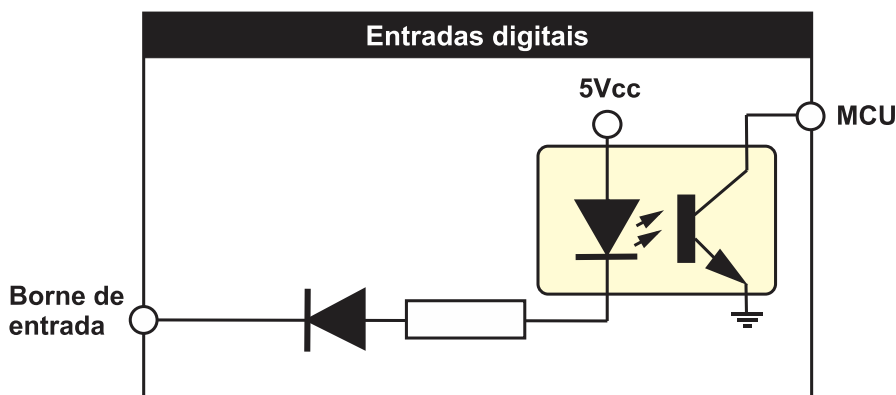 Entradas digitais
5Vcc
MCU
Borne de
entrada